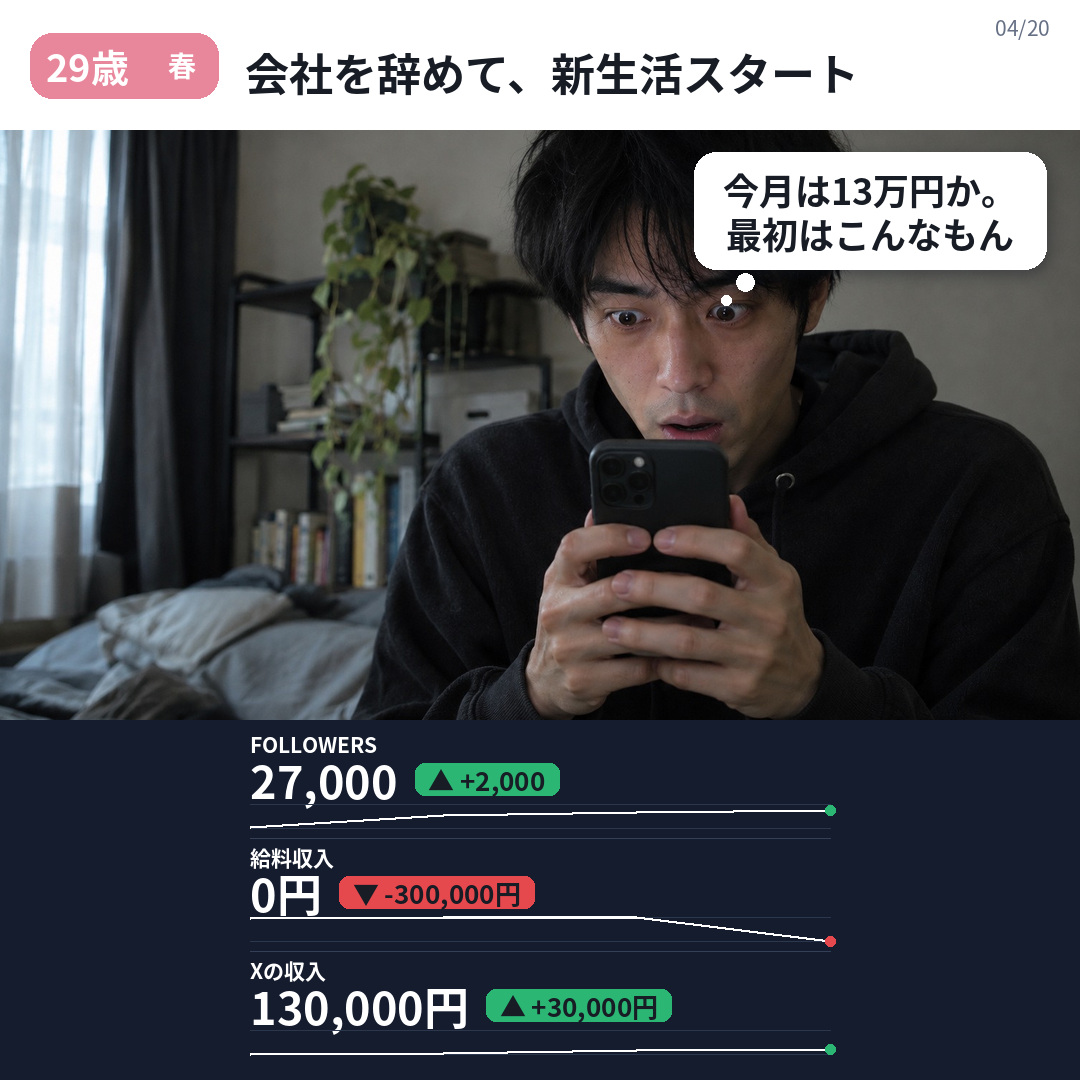 04/20
29歳 春
会社を辞めて、新生活スタート
今月は13万円か。
最初はこんなもん
FOLLOWERS
27,000 ▲ +2,000
給料収入
0円 ▼ -300,000円
Xの収入
130,000円 ▲ +30,000円